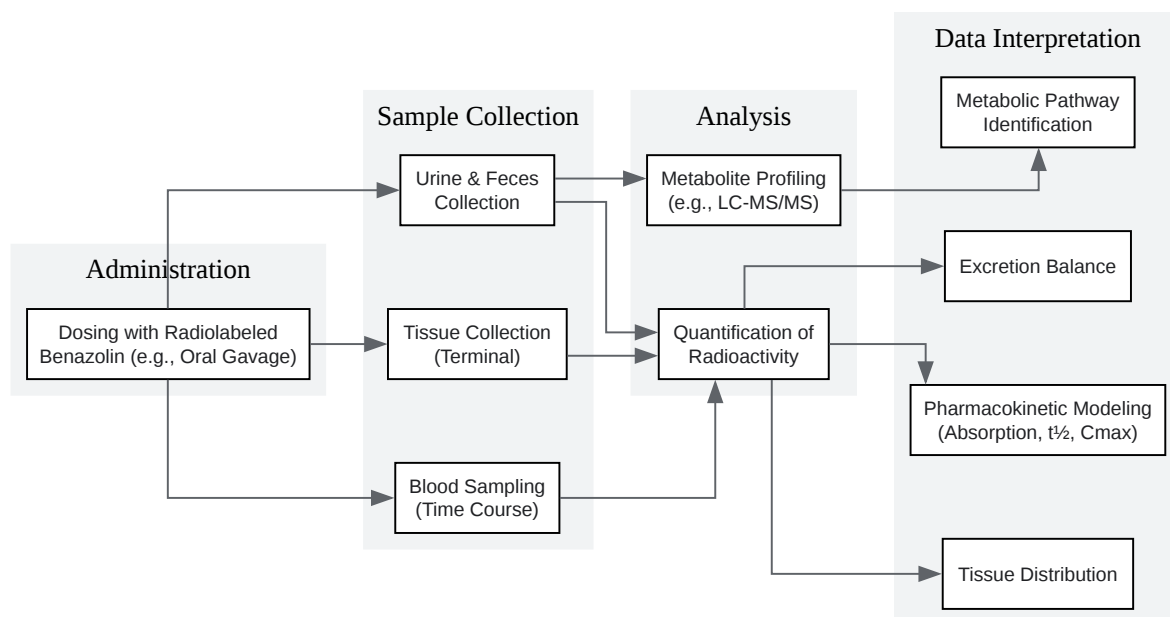 Administration
Dosing with Radiolabeled
Benazolin (e.g., Oral Gavage)
Sample Collection
Urine & Feces
Collection
Tissue Collection
(Terminal)
Blood Sampling
(Time Course)
Analysis
Metabolite Profiling
(e.g., LC-MS/MS)
Quantification of
Radioactivity
Data Interpretation
Metabolic Pathway
Identification
Excretion Balance
Pharmacokinetic Modeling
(Absorption, t½, Cmax)
Tissue Distribution